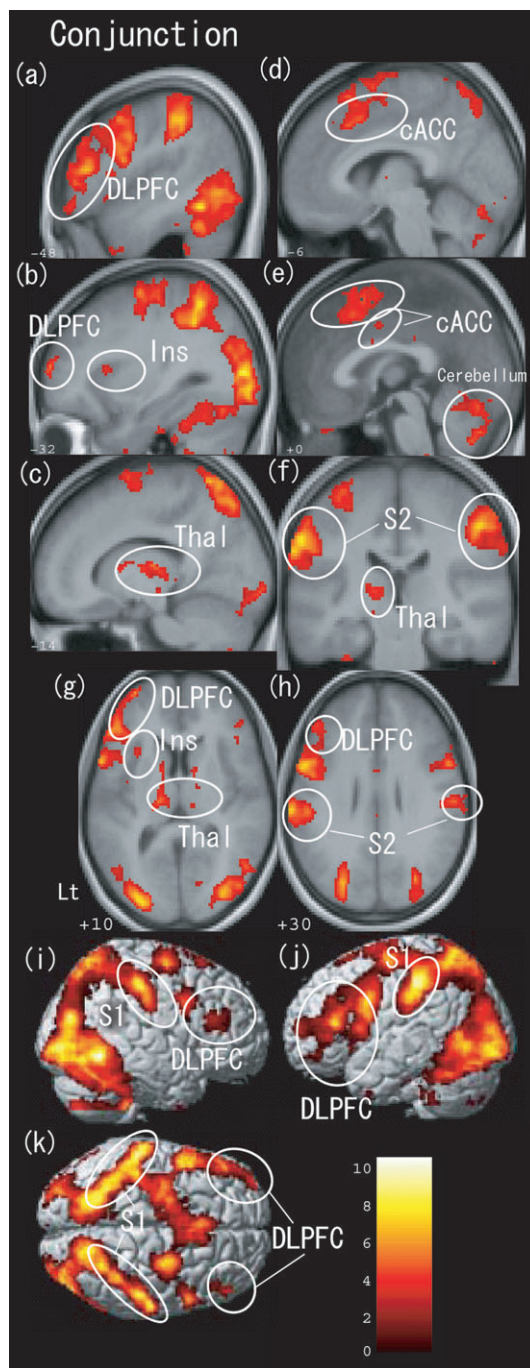 Conjunction
(a)
DLPFC
-48
(d)
cACC
-6
(b)
DLPFC
Ins
-32
(e)
cACC
Cerebellum
+0
(c)
Thal
-14
(f)
S2
Thal
(g)
DLPFC
Ins
Thal
Lt
+10
(h)
DLPFC
S2
+30
(i)
S1
DLPFC
(j)
S1
DLPFC
(k)
S1
DLPFC
10
8
6
4
2
0